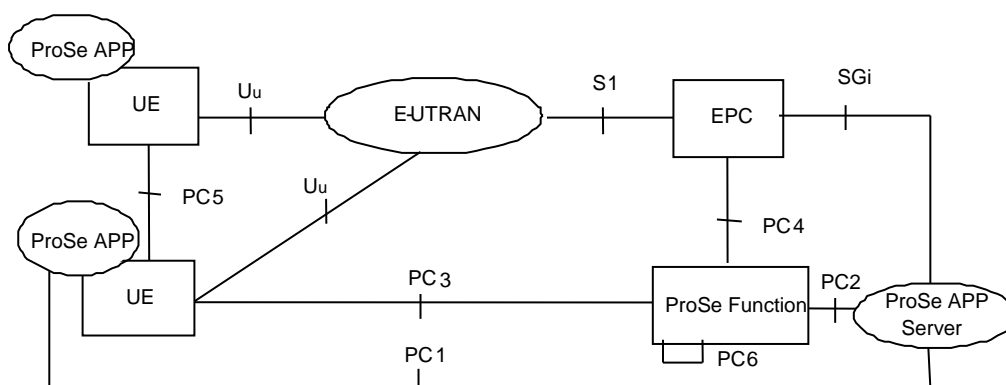 ProSe APP
UE
Uu
E-UTRAN
S1
EPC
SGi
Uu
PC5
ProSe APP
UE
PC3
PC4
ProSe Function
PC2
ProSe APP
Server
PC6
PC1